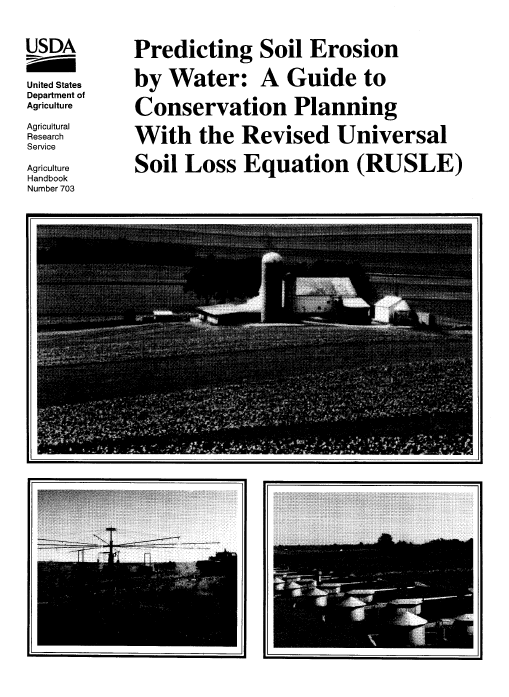 USDA
United States
Department of
Agriculture
Agricultural
Research
Service
Agriculture
Handbook
Number 703
Predicting Soil Erosion
by Water: A Guide to
Conservation Planning
With the Revised Universal
Soil Loss Equation (RUSLE)